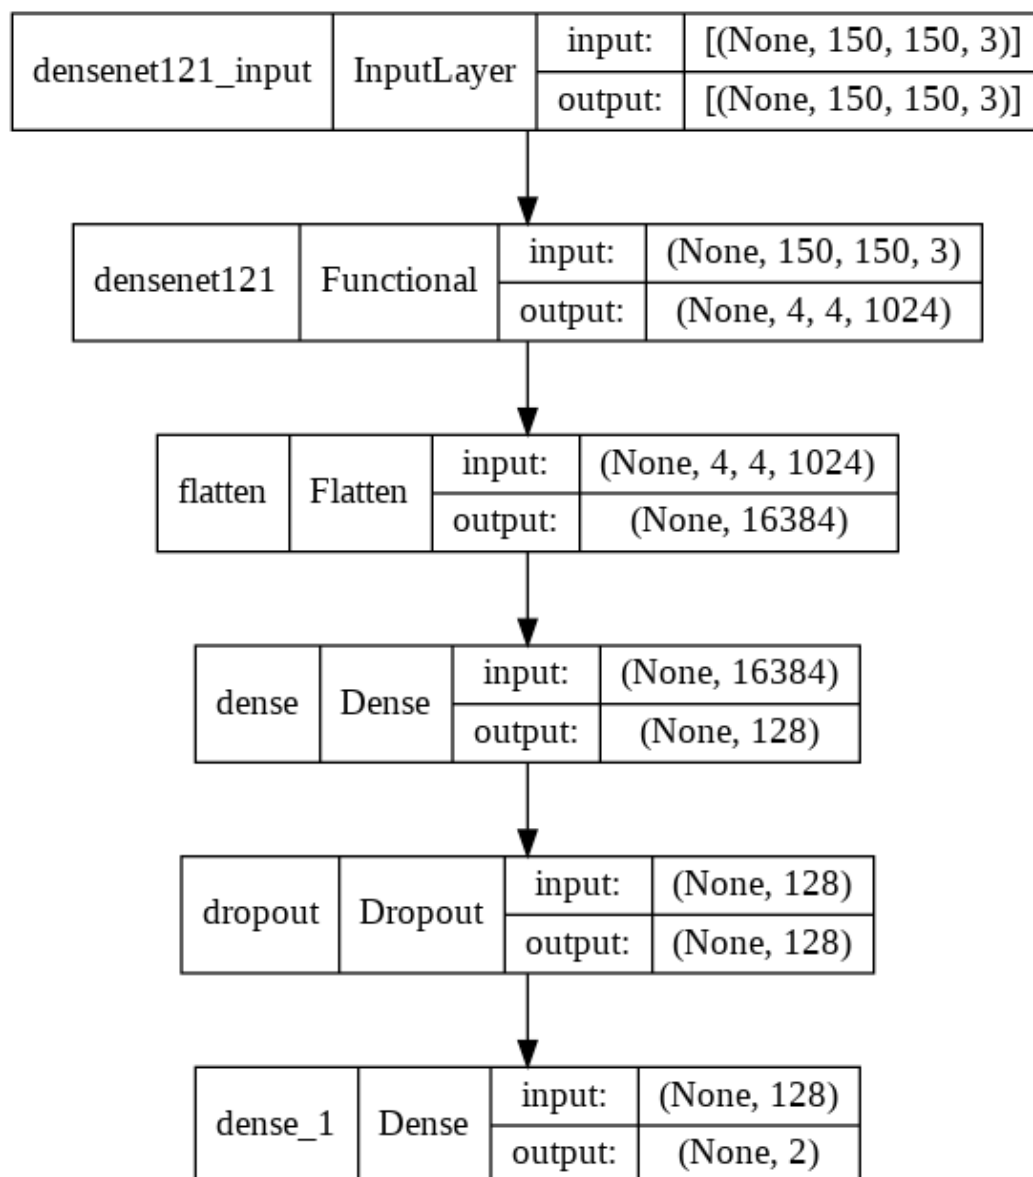 densenet121_input InputLayer input: [(None, 150, 150, 3)]
output: [(None, 150, 150, 3)]
densenet121 Functional input: (None, 150, 150, 3)
output: (None, 4, 4, 1024)
flatten Flatten input: (None, 4, 4, 1024)
output: (None, 16384)
dense Dense input: (None, 16384)
output: (None, 128)
dropout Dropout input: (None, 128)
output: (None, 128)
dense_1 Dense input: (None, 128)
output: (None, 2)